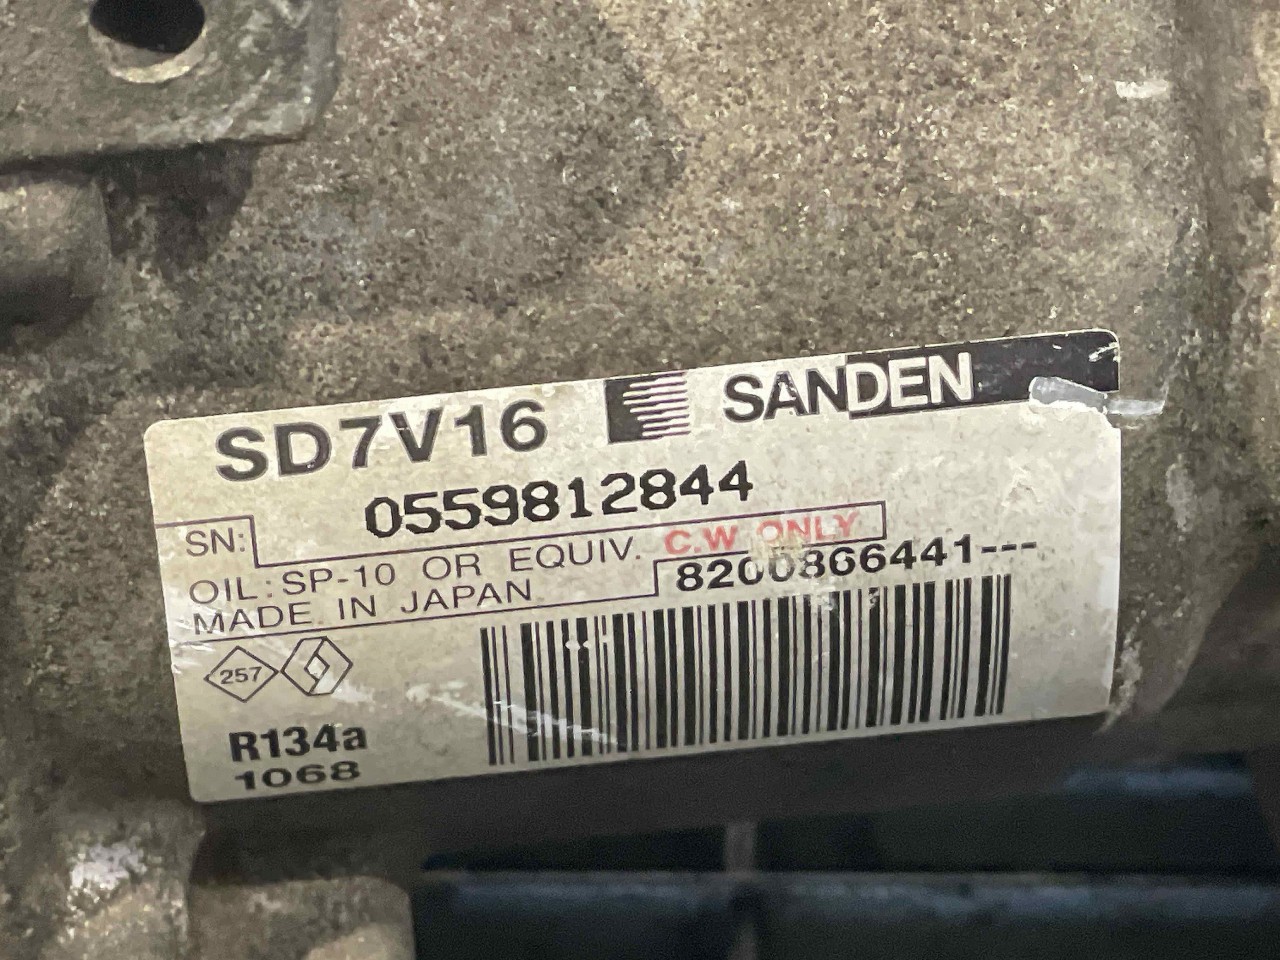 SD7V16 SANDEN
SN: 0559812844
OIL: SP-10 OR EQUIV. C.W ONLY
MADE IN JAPAN 8200866441---
257
R134a
1068